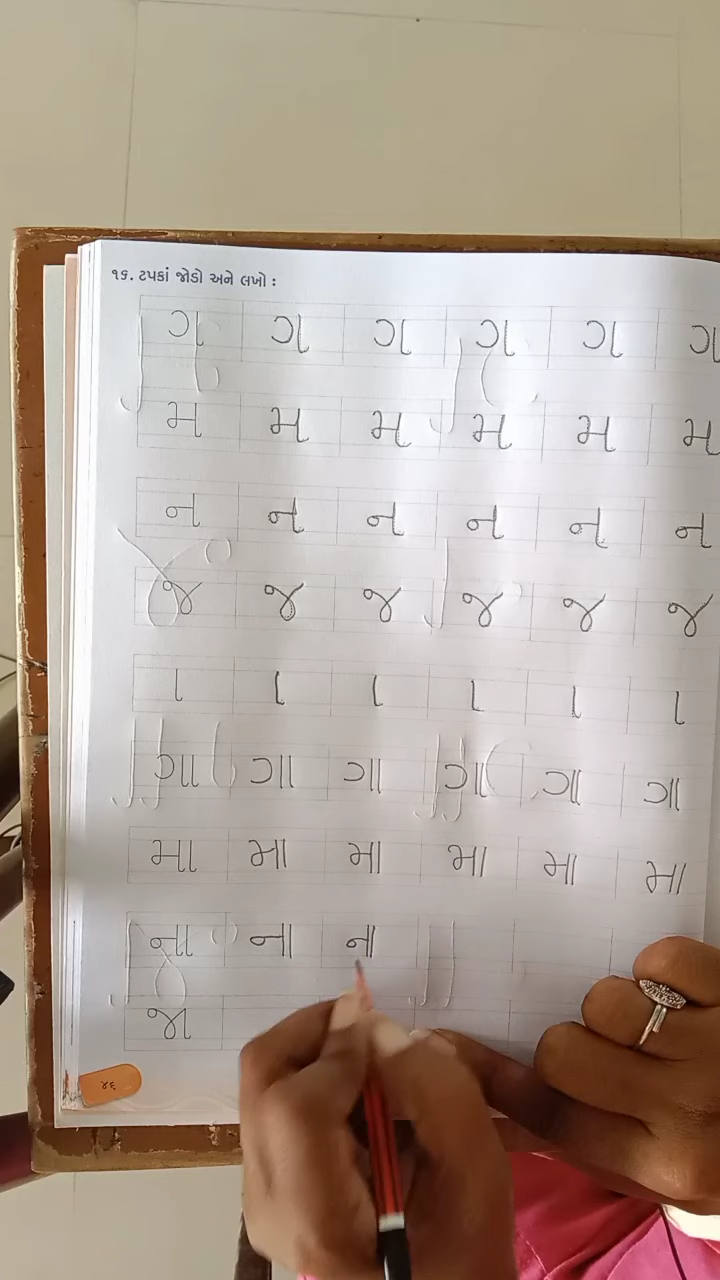 ૧૬. ટપકાં જોડો અને લખો :
ગ ગ ગ ગ ગ ગ
મ મ મ મ મ મ
ન ન ન ન ન ન
જ જ જ જ જ જ
ા ા ા ા ા ા
ગા ગા ગા ગા ગા ગા
મા મા મા મા મા મા
ના ના ના
જા
૪૬